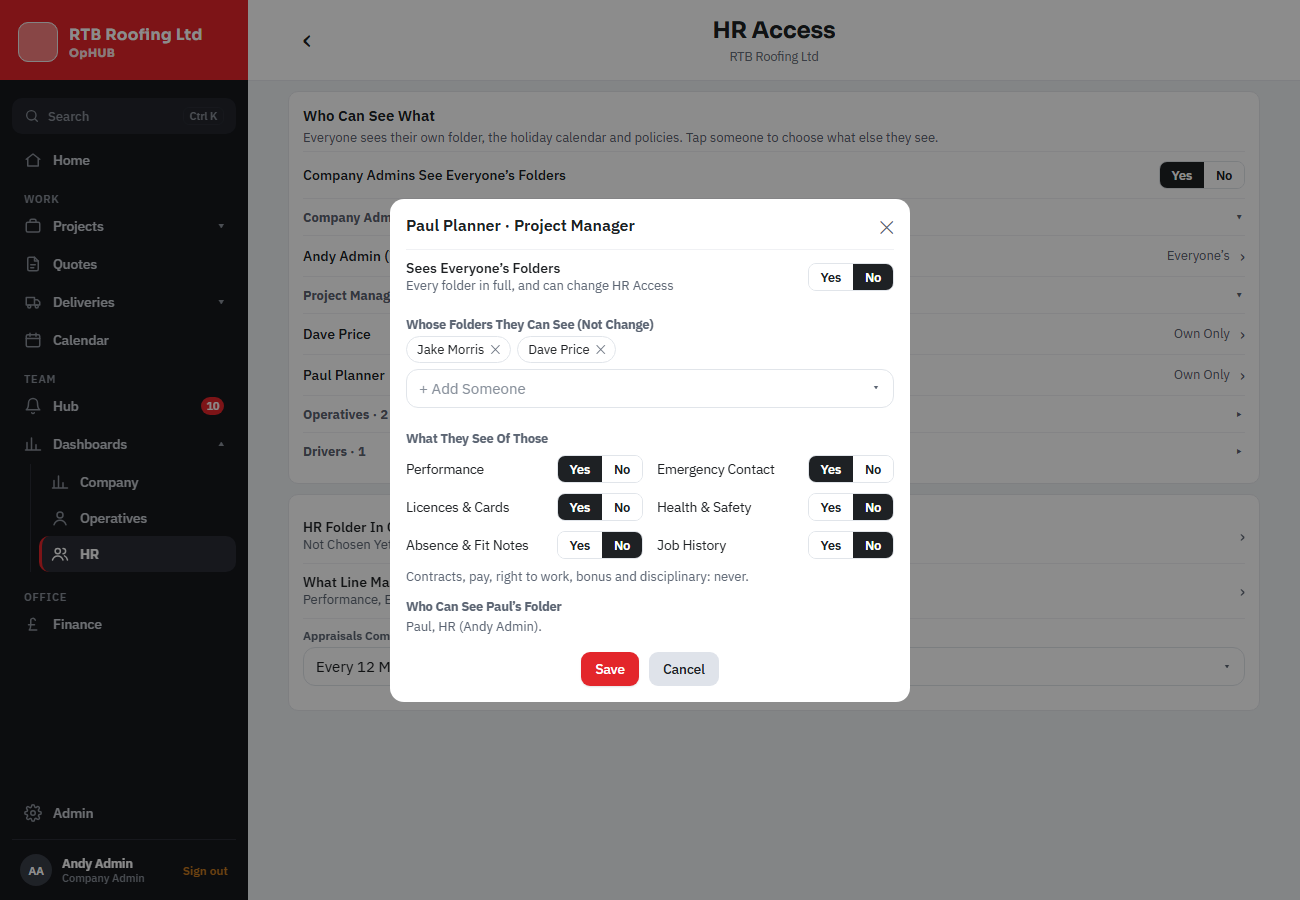 RTB Roofing Ltd
OpHUB
Search Ctrl K
Home
WORK
Projects
Quotes
Deliveries
Calendar
TEAM
Hub 10
Dashboards
Company
Operatives
HR
OFFICE
Finance
Admin
AA
Andy Admin
Company Admin
Sign out
HR Access
RTB Roofing Ltd
Who Can See What
Everyone sees their own folder, the holiday calendar and policies. Tap someone to choose what else they see.
Company Admins See Everyone's Folders Yes No
Company Adm
Andy Admin ( Everyone's
Project Manag
Dave Price Own Only
Paul Planner Own Only
Operatives · 2
Drivers · 1
HR Folder In
Not Chosen Yet
What Line Ma
Performance, E
Appraisals Com
Every 12 M
Paul Planner · Project Manager
Sees Everyone's Folders Yes No
Every folder in full, and can change HR Access
Whose Folders They Can See (Not Change)
Jake Morris Dave Price
+ Add Someone
What They See Of Those
Performance Yes No Emergency Contact Yes No
Licences & Cards Yes No Health & Safety Yes No
Absence & Fit Notes Yes No Job History Yes No
Contracts, pay, right to work, bonus and disciplinary: never.
Who Can See Paul's Folder
Paul, HR (Andy Admin).
Save Cancel